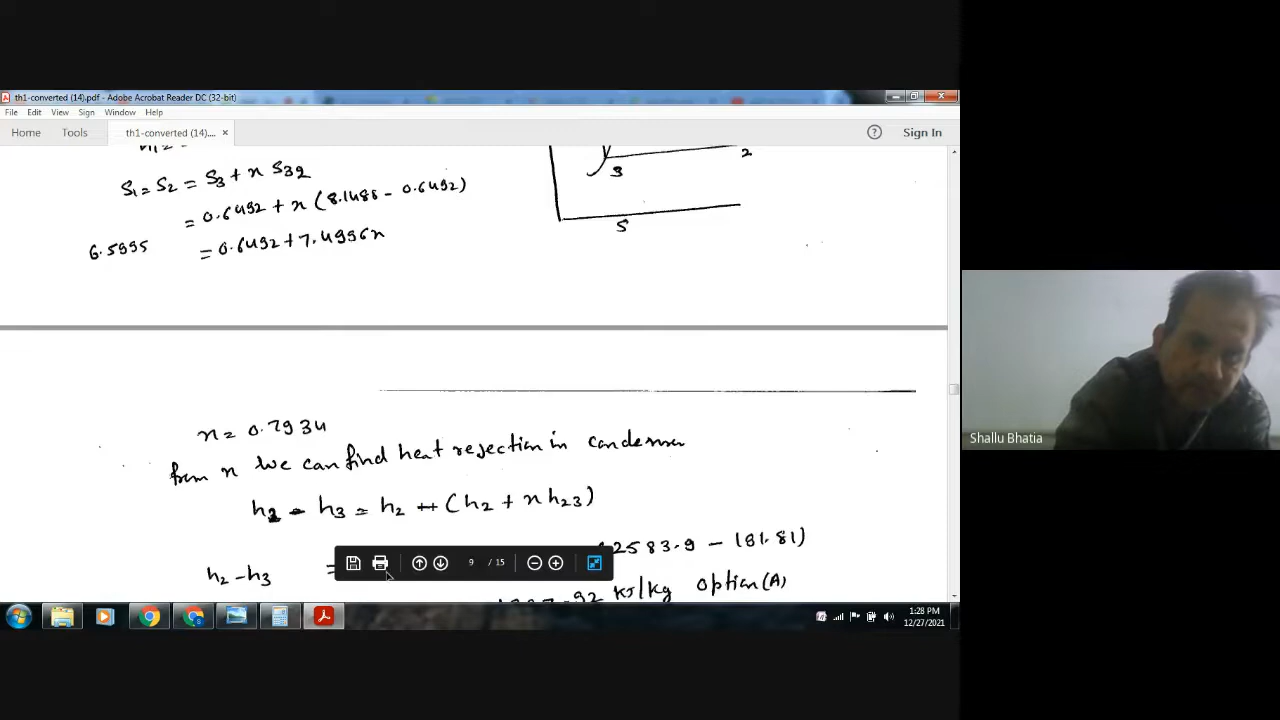 th1-converted (14).pdf - Adobe Acrobat Reader DC (32-bit)
File Edit View Sign Window Help
Home Tools th1-converted (14).... × ? Sign In
S1 = S2 = S3 + x S32
= 0.6492 + x (8.1488 - 0.6492)
6.5995 = 0.6492 + 7.4996x
2
3
S
x = 0.7934
from x we can find heat rejection in condenser
h2 - h3 = h2 - (h2 + x h23)
2583.9 - 181.81)
h2 - h3 =
.92 kJ/kg option (A)
9 / 15
Shallu Bhatia
1:28 PM
12/27/2021